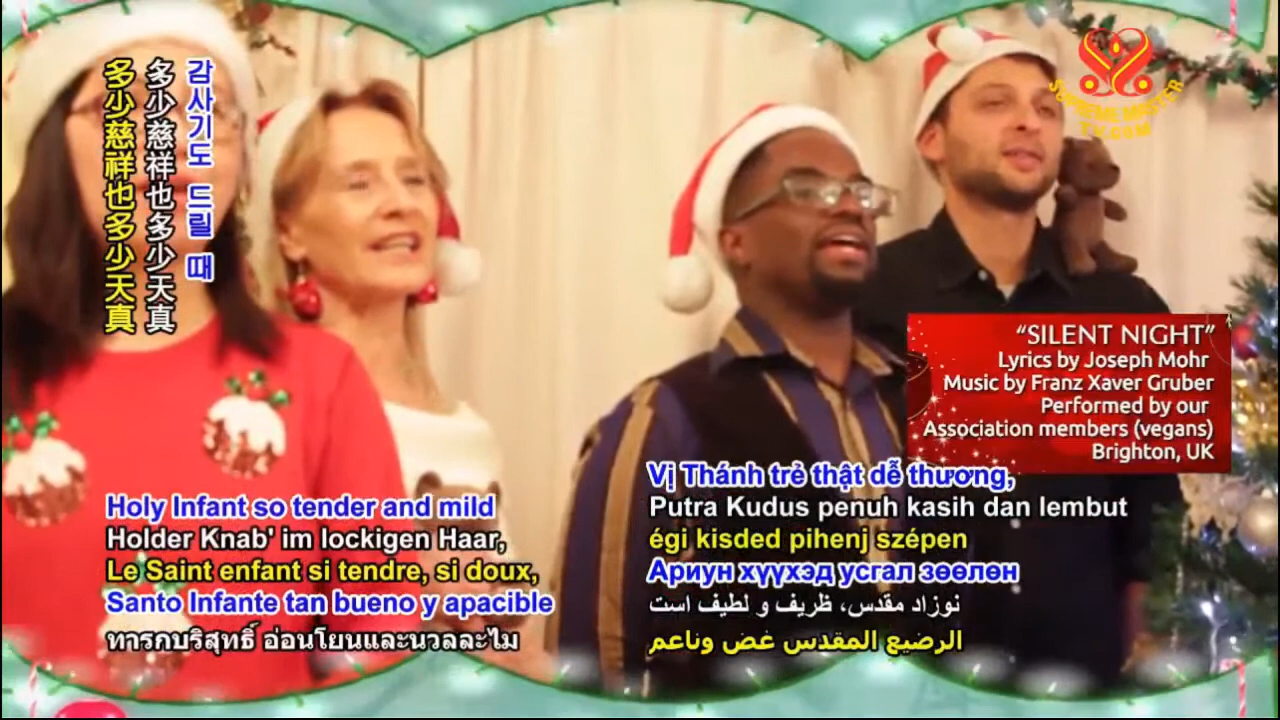 감사기도 드릴 때
多少慈祥也多少天真
多少慈祥也多少天真
SUPREME MASTER
TV.COM
“SILENT NIGHT”
Lyrics by Joseph Mohr
Music by Franz Xaver Gruber
Performed by our
Association members (vegans)
Brighton, UK
Holy Infant so tender and mild
Holder Knab' im lockigen Haar,
Le Saint enfant si tendre, si doux,
Santo Infante tan bueno y apacible
ทารกบริสุทธิ์ อ่อนโยนและนวลละไม
Vị Thánh trẻ thật dễ thương,
Putra Kudus penuh kasih dan lembut
égi kisded pihenj szépen
Ариун хүүхэд усгал зөөлөн
نوزاد مقدس، ظریف و لطیف است
الرضيع المقدس غض وناعم